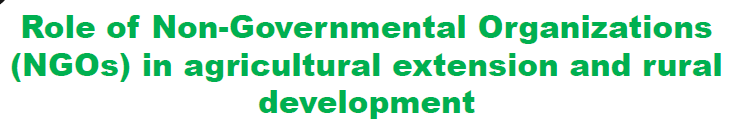 Role of Non-Governmental Organizations
(NGOs) in agricultural extension and rural
development